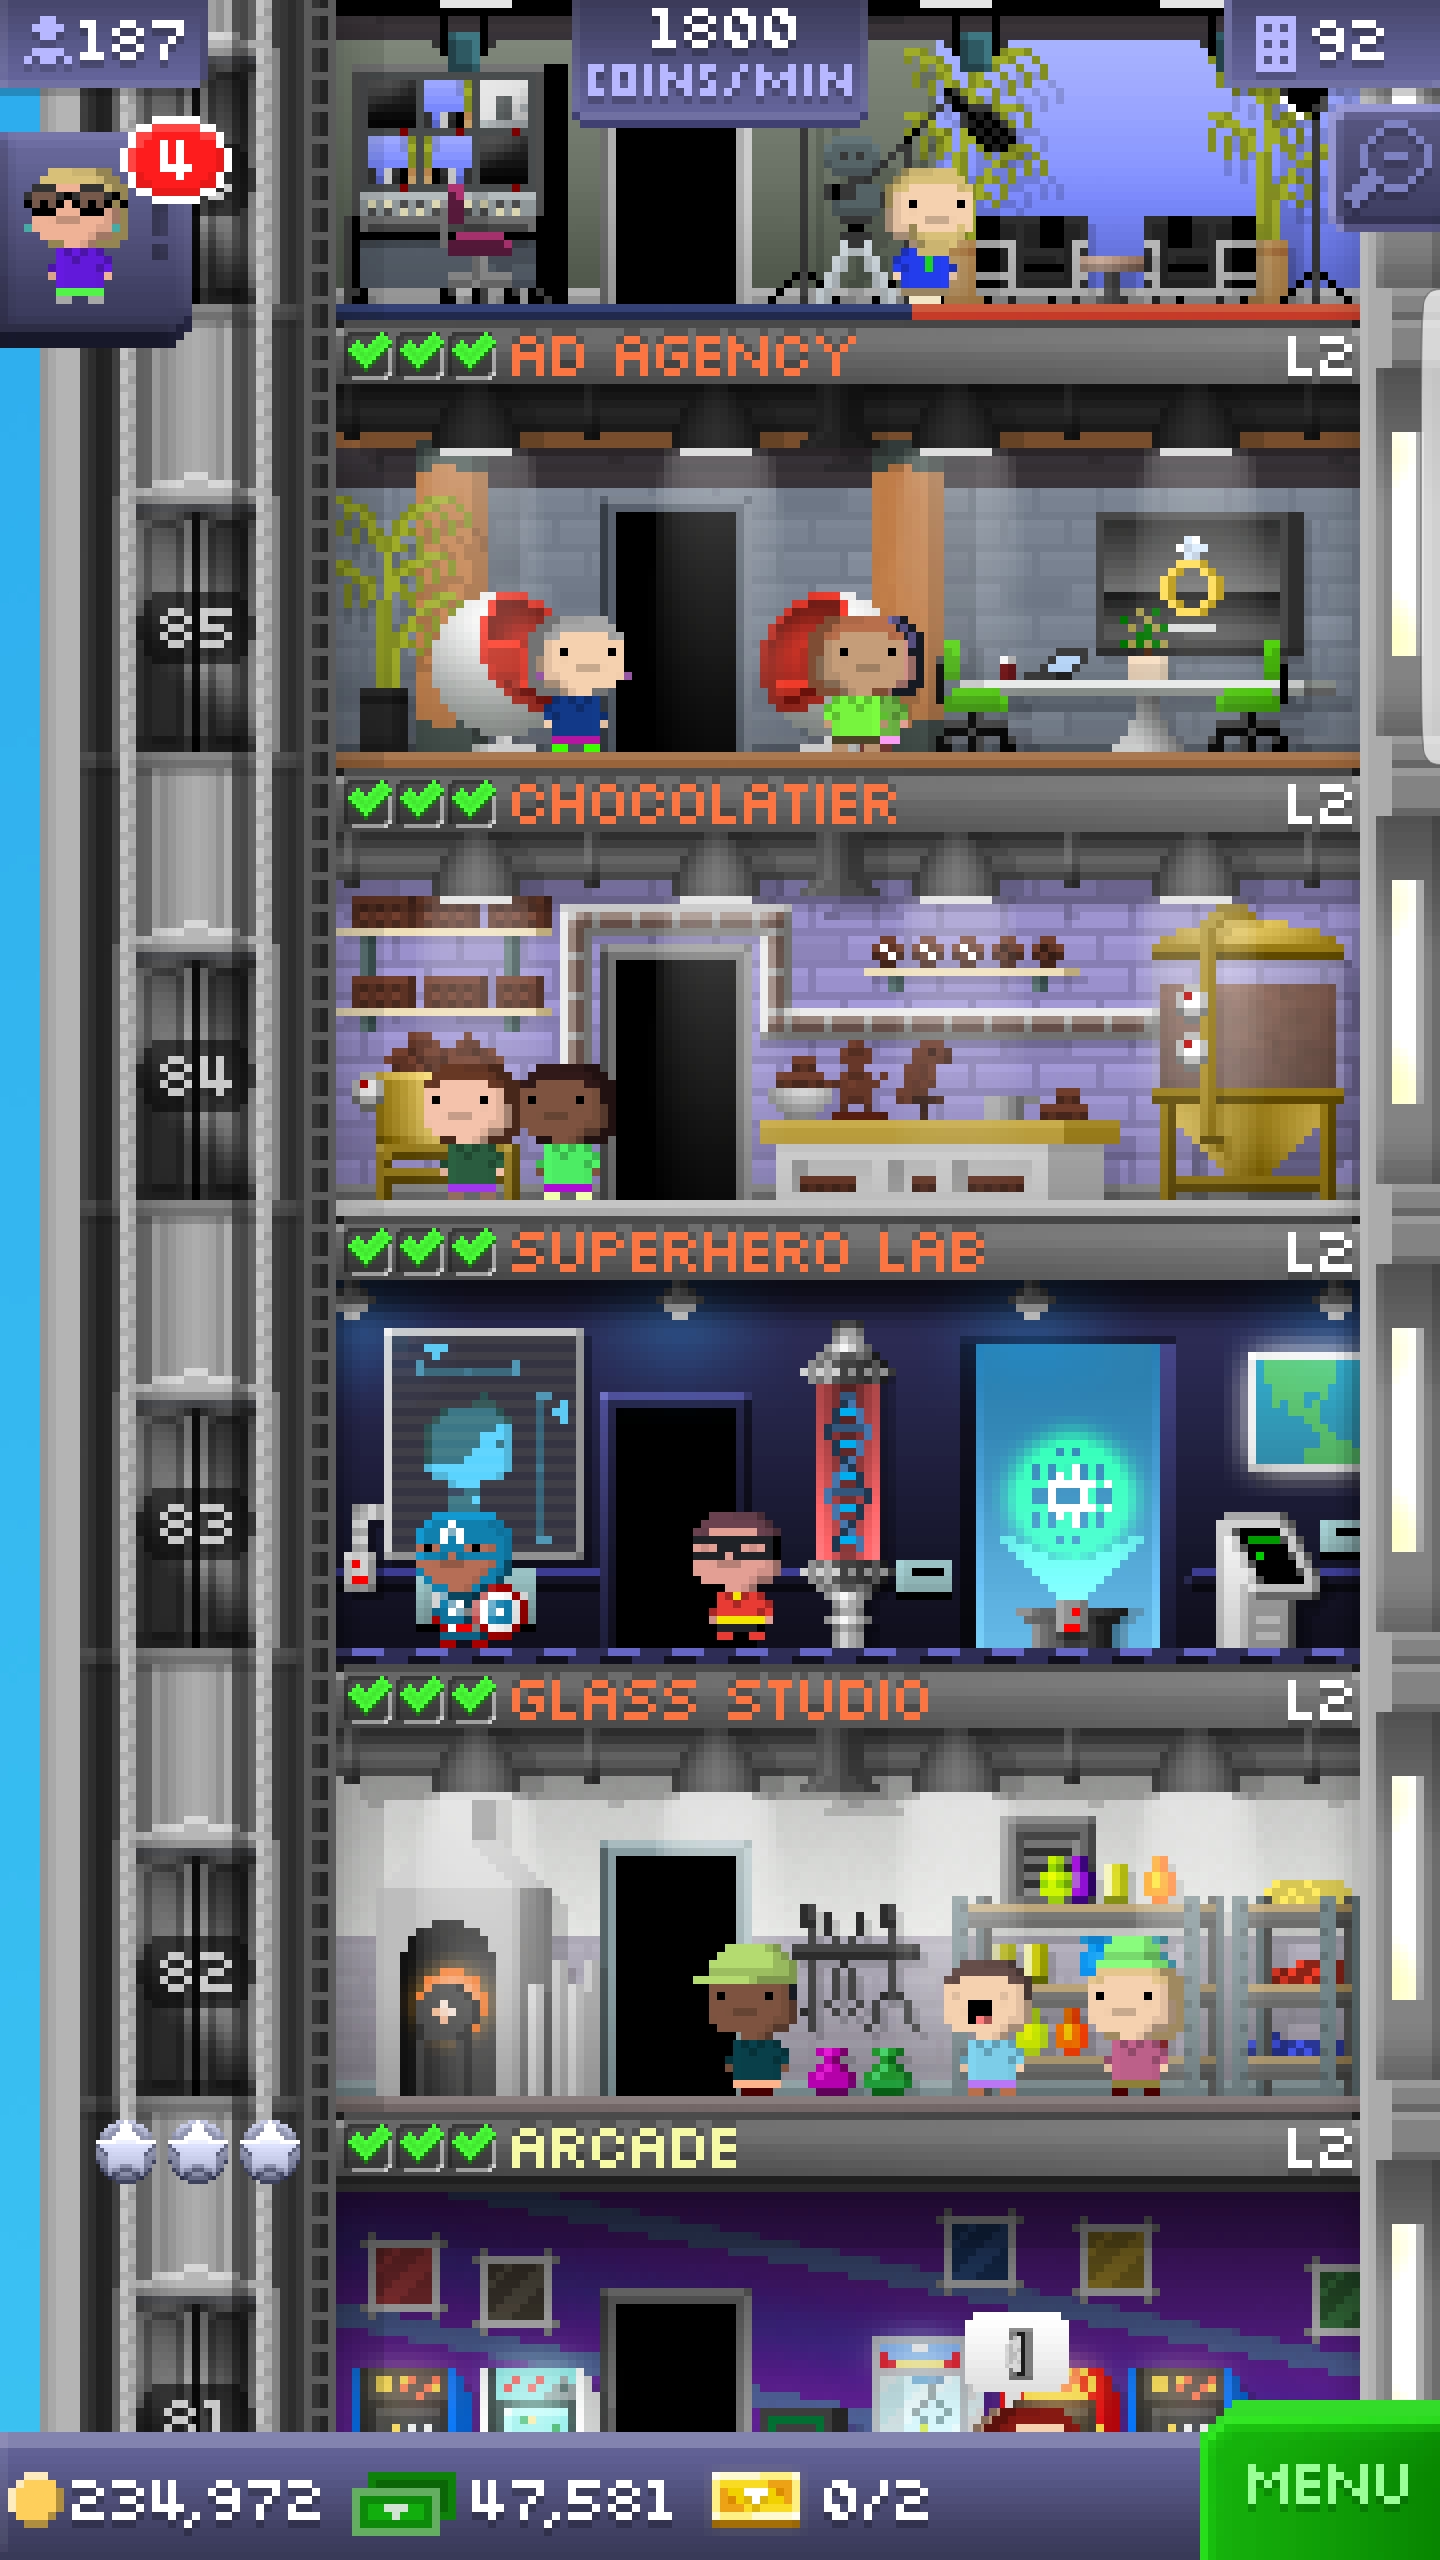 187
1800
COINS/MIN
92
4
AD AGENCY L2
85
CHOCOLATIER L2
84
SUPERHERO LAB L2
83
GLASS STUDIO L2
82
ARCADE L2
81
234,972 47,581 0/2
MENU